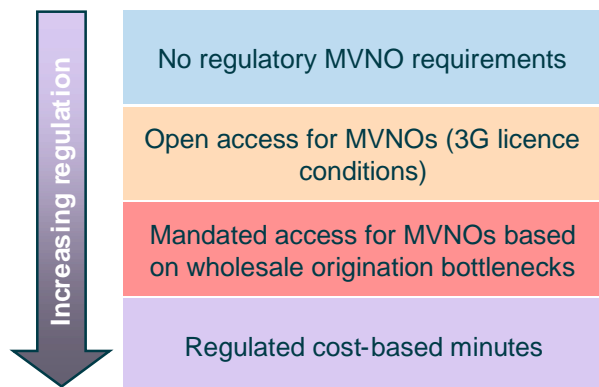 Increasing regulation
No regulatory MVNO requirements
Open access for MVNOs (3G licence
conditions)
Mandated access for MVNOs based
on wholesale origination bottlenecks
Regulated cost-based minutes